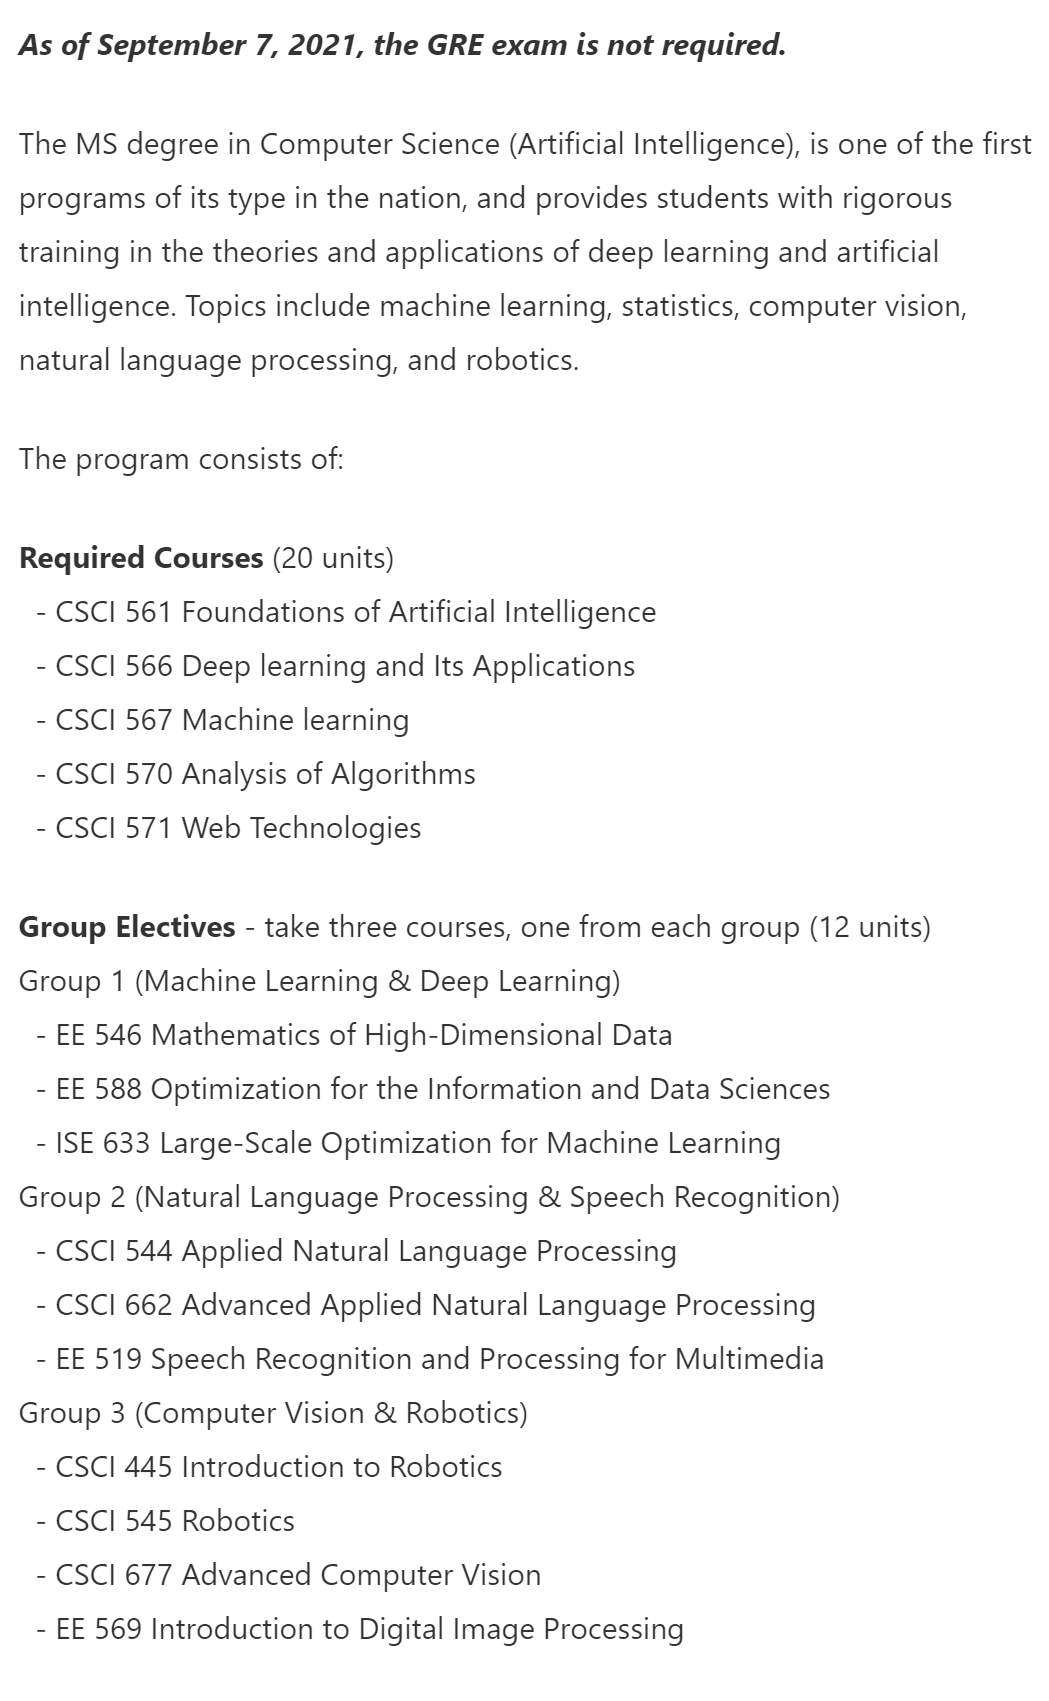 As of September 7, 2021, the GRE exam is not required.
The MS degree in Computer Science (Artificial Intelligence), is one of the first
programs of its type in the nation, and provides students with rigorous
training in the theories and applications of deep learning and artificial
intelligence. Topics include machine learning, statistics, computer vision,
natural language processing, and robotics.
The program consists of:
Required Courses (20 units)
- CSCI 561 Foundations of Artificial Intelligence
- CSCI 566 Deep learning and Its Applications
- CSCI 567 Machine learning
- CSCI 570 Analysis of Algorithms
- CSCI 571 Web Technologies
Group Electives - take three courses, one from each group (12 units)
Group 1 (Machine Learning & Deep Learning)
- EE 546 Mathematics of High-Dimensional Data
- EE 588 Optimization for the Information and Data Sciences
- ISE 633 Large-Scale Optimization for Machine Learning
Group 2 (Natural Language Processing & Speech Recognition)
- CSCI 544 Applied Natural Language Processing
- CSCI 662 Advanced Applied Natural Language Processing
- EE 519 Speech Recognition and Processing for Multimedia
Group 3 (Computer Vision & Robotics)
- CSCI 445 Introduction to Robotics
- CSCI 545 Robotics
- CSCI 677 Advanced Computer Vision
- EE 569 Introduction to Digital Image Processing